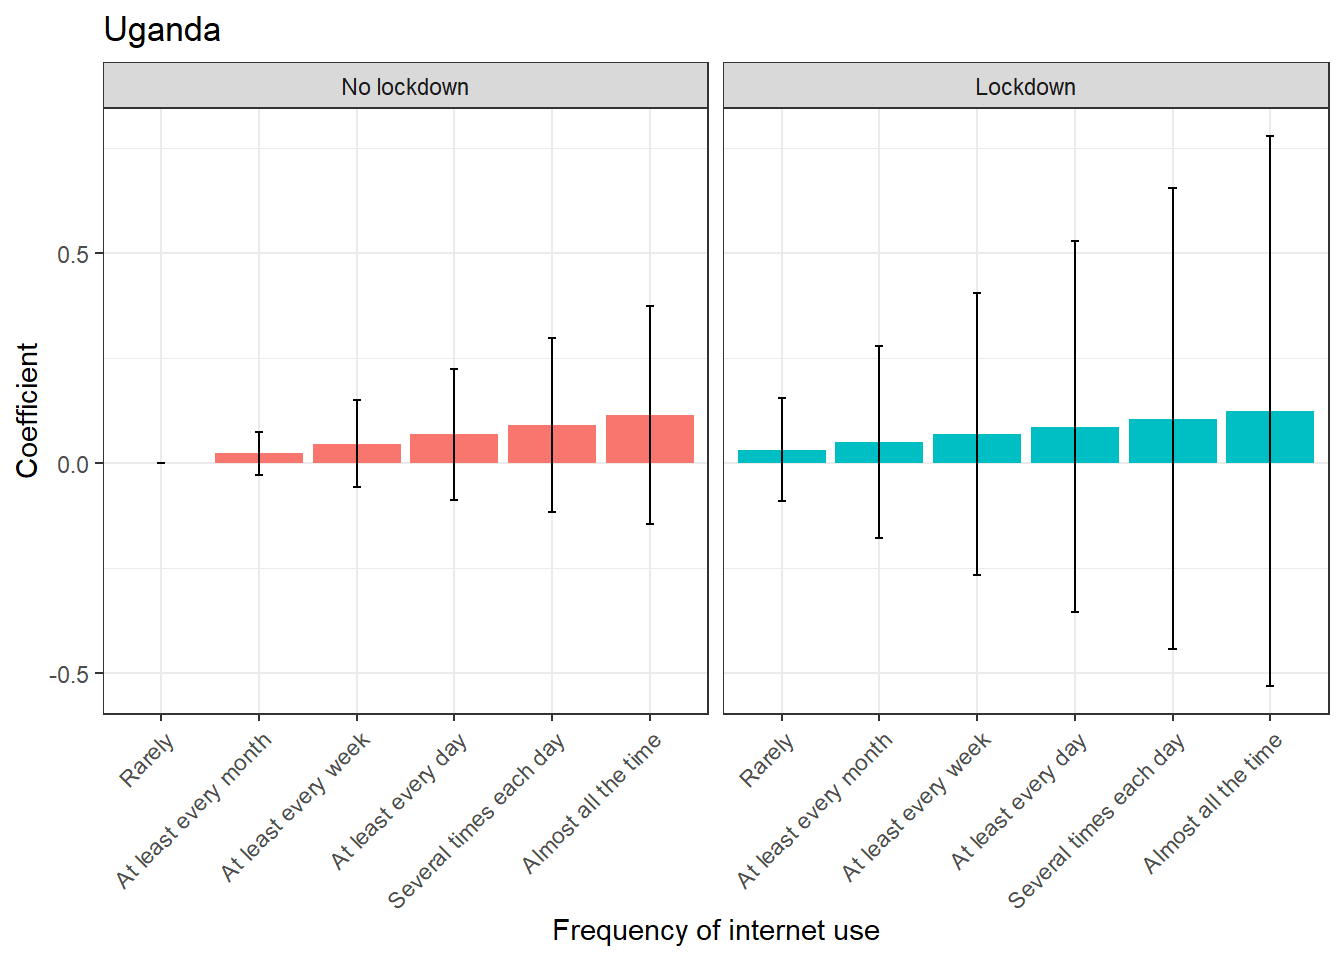 Uganda
No lockdown
Lockdown
Coefficient
0.5
0.0
-0.5
Rarely
At least every month
At least every week
At least every day
Several times each day
Almost all the time
Rarely
At least every month
At least every week
At least every day
Several times each day
Almost all the time
Frequency of internet use